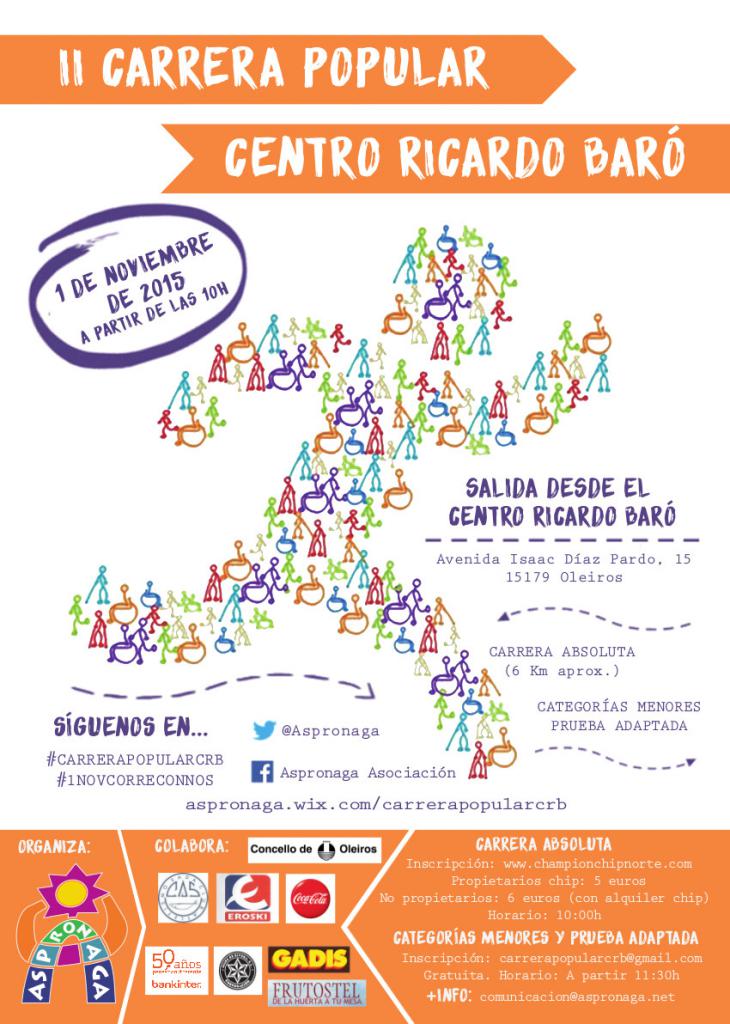 II CARRERA POPULAR
CENTRO RICARDO BARÓ
1 DE NOVIEMBRE
DE 2015
A PARTIR DE LAS 10H
SALIDA DESDE EL
CENTRO RICARDO BARÓ
Avenida Isaac Díaz Pardo, 15
15179 Oleiros
CARRERA ABSOLUTA
(6 Km aprox.)
CATEGORÍAS MENORES
PRUEBA ADAPTADA
SÍGUENOS EN...
#CARRERAPOPULARCRB
#1NOVCORRECONNOS
@Aspronaga
Aspronaga Asociación
aspronaga.wix.com/carrerapopularcrb
ORGANIZA:
ASPRONAGA
COLABORA:
Concello de Oleiros
CAS
EROSKI
Coca-Cola
50 años
bankinter.
GADIS
FRUTOSTEL
DE LA HUERTA A TU MESA
CARRERA ABSOLUTA
Inscripción: www.championchipnorte.com
Propietarios chip: 5 euros
No propietarios: 6 euros (con alquiler chip)
Horario: 10:00h
CATEGORÍAS MENORES Y PRUEBA ADAPTADA
Inscripción: carrerapopularcrb@gmail.com
Gratuita. Horario: A partir 11:30h
+INFO: comunicacion@aspronaga.net